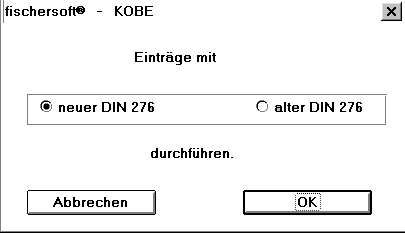 fischersoft® - KOBE
Einträge mit
neuer DIN 276
alter DIN 276
durchführen.
Abbrechen
OK